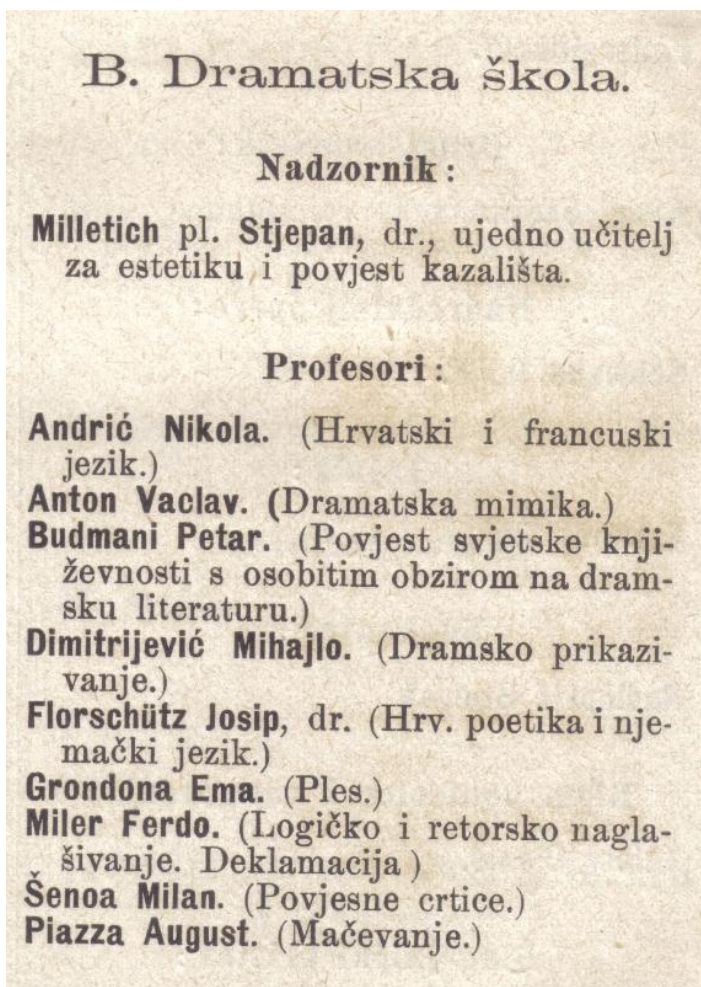 B. Dramatska škola.
Nadzornik:
Milletich pl. Stjepan, dr., ujedno učitelj
za estetiku i povjest kazališta.
Profesori:
Andrić Nikola. (Hrvatski i francuski
jezik.)
Anton Vaclav. (Dramatska mimika.)
Budmani Petar. (Povjest svjetske knji-
ževnosti s osobitim obzirom na dram-
sku literaturu.)
Dimitrijević Mihajlo. (Dramsko prikazi-
vanje.)
Florschütz Josip, dr. (Hrv. poetika i nje-
mački jezik.)
Grondona Ema. (Ples.)
Miler Ferdo. (Logičko i retorsko nagla-
šivanje. Deklamacija )
Šenoa Milan. (Povjesne crtice.)
Piazza August. (Mačevanje.)